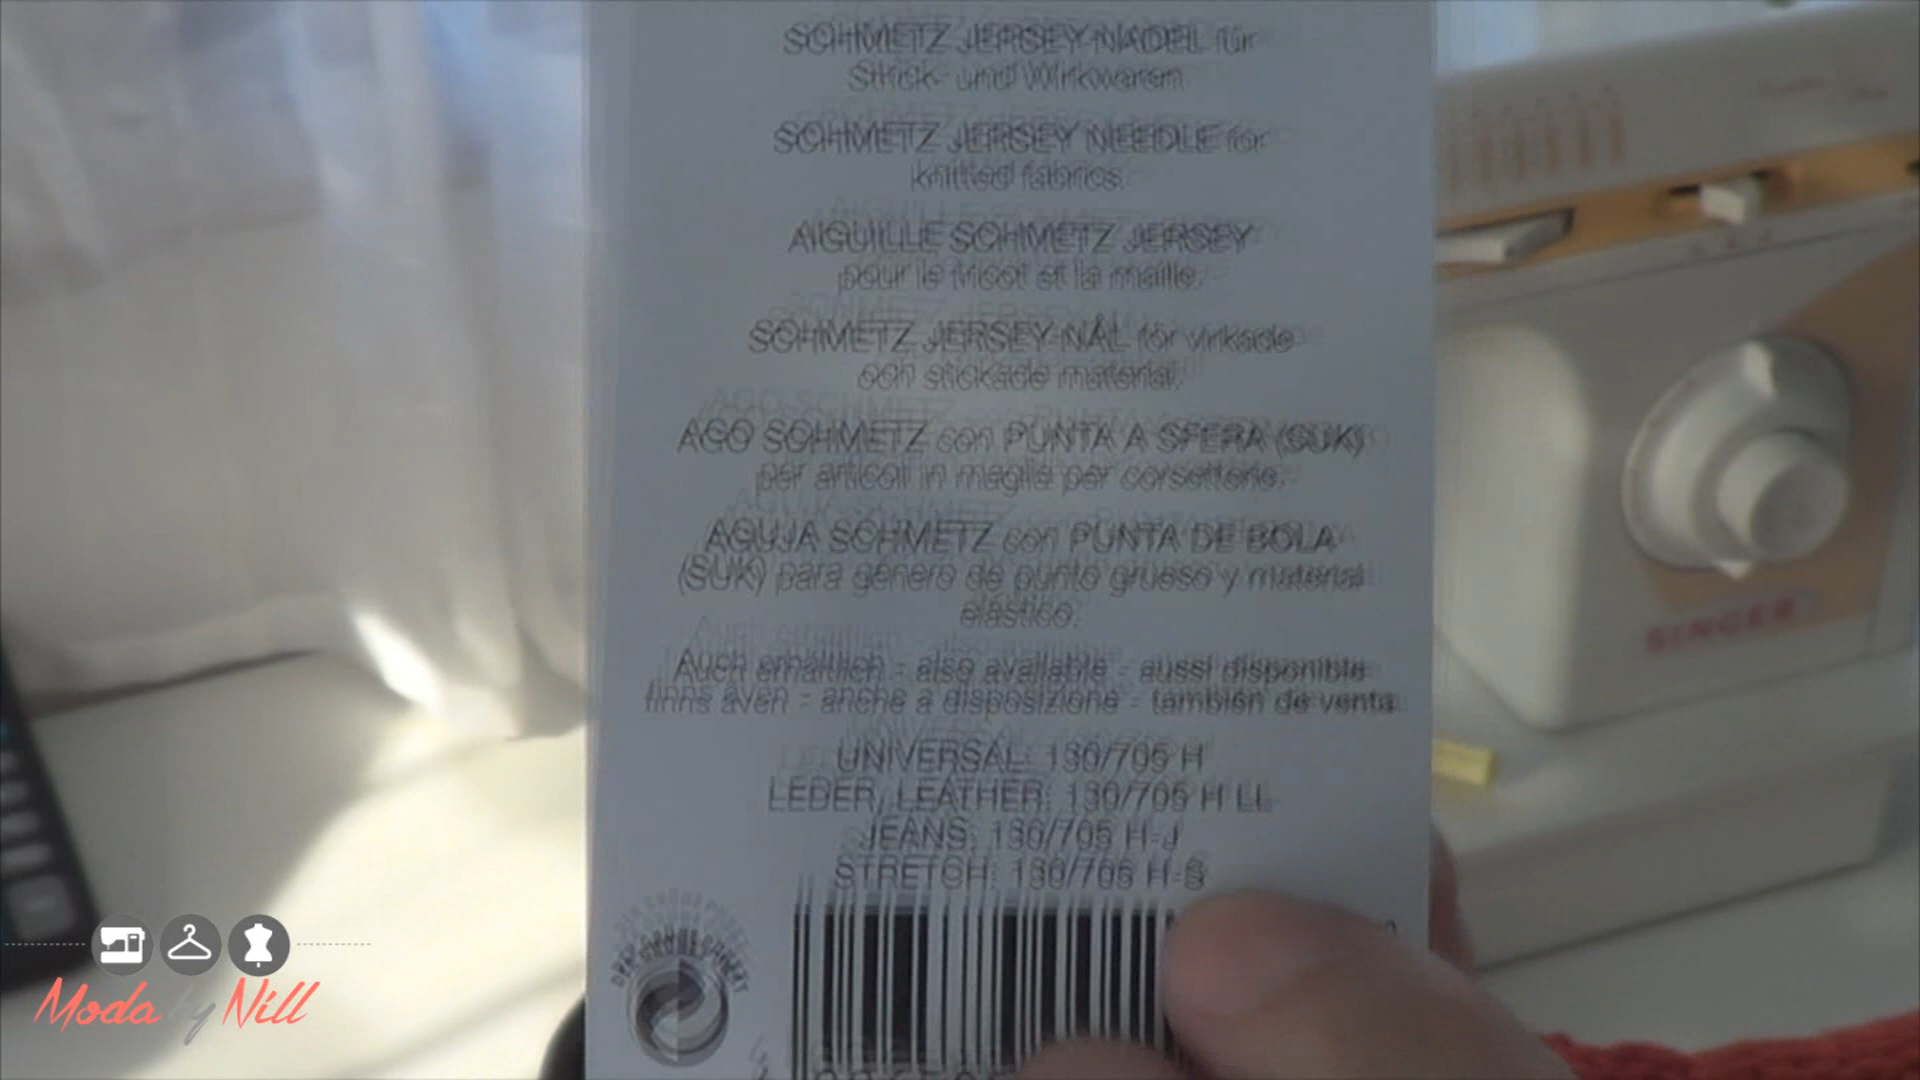 SCHMETZ JERSEY-NADEL für
Strick- und Wirkwaren.
SCHMETZ JERSEY NEEDLE for
knitted fabrics.
AIGUILLE SCHMETZ JERSEY
pour le tricot et la maille.
SCHMETZ JERSEY-NÅL för virkade
och stickade material.
AGO SCHMETZ con PUNTA A SFERA (SUK)
per articoli in maglia per corsetterie.
AGUJA SCHMETZ con PUNTA DE BOLA
(SUK) para género de punto grueso y material
elástico.
Auch erhältlich - also available - aussi disponible
finns även - anche a disposizione - también de venta
UNIVERSAL: 130/705 H
LEDER, LEATHER: 130/705 H LL
JEANS: 130/705 H-J
STRETCH: 130/705 H-S
SINGER
Moda by Nill